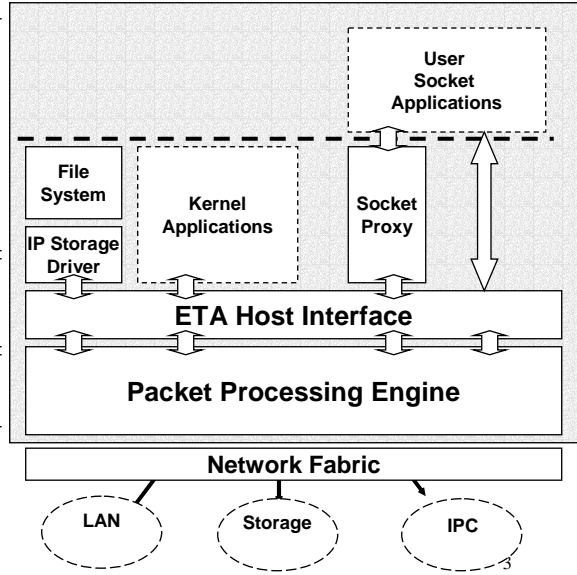 User
Socket
Applications
File
System
Kernel
Applications
Socket
Proxy
IP Storage
Driver
ETA Host Interface
Packet Processing Engine
Network Fabric
LAN
Storage
IPC
3